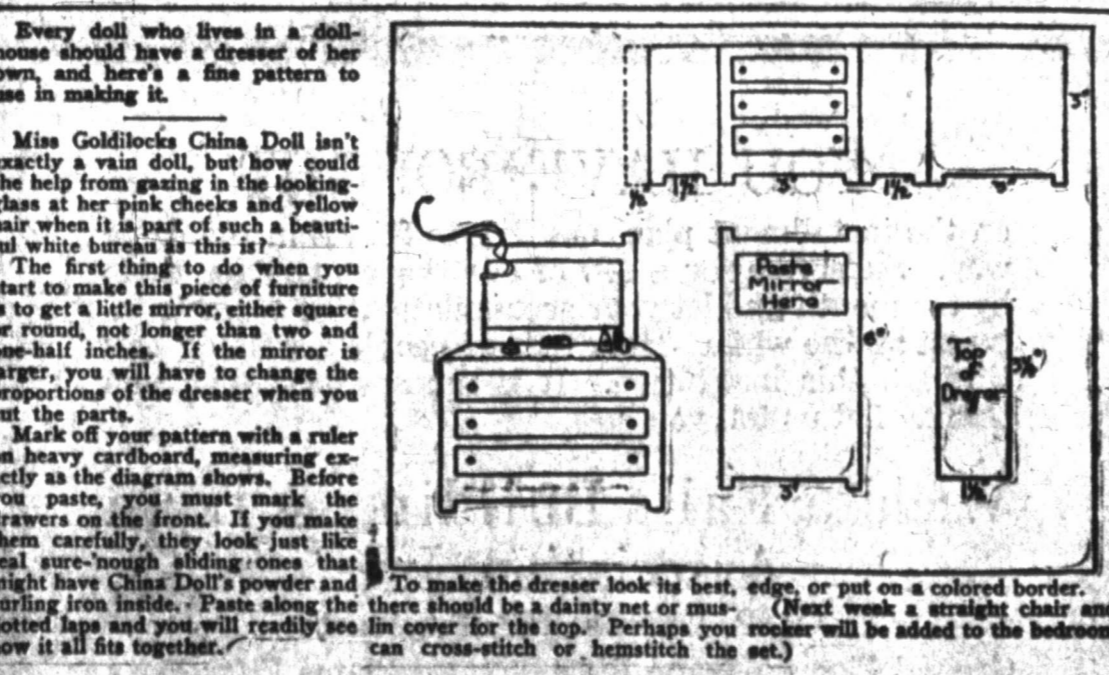 Every doll who lives in a doll-
house should have a dresser of her
own, and here's a fine pattern to
use in making it.
Miss Goldilocks China Doll isn't
exactly a vain doll, but how could
she help from gazing in the looking-
glass at her pink cheeks and yellow
hair when it is part of such a beauti-
ful white bureau as this is?
The first thing to do when you
start to make this piece of furniture
is to get a little mirror, either square
or round, not longer than two and
one-half inches. If the mirror is
larger, you will have to change the
proportions of the dresser when you
cut the parts.
Mark off your pattern with a ruler
on heavy cardboard, measuring ex-
actly as the diagram shows. Before
you paste, you must mark the
drawers on the front. If you make
them carefully, they look just like
real sure-'nough sliding ones that
might have China Doll's powder and
curling iron inside. Paste along the
dotted laps and you will readily see
how it all fits together.
3"
½" 1½" 3" 1½" 3"
Paste
Mirror
Here
6"
3"
Top
of
To make the dresser look its best,
there should be a dainty net or mus-
lin cover for the top. Perhaps you
can cross-stitch or hemstitch the
edge, or put on a colored border.
(Next week a straight chair and
rocker will be added to the bedroom
set.)